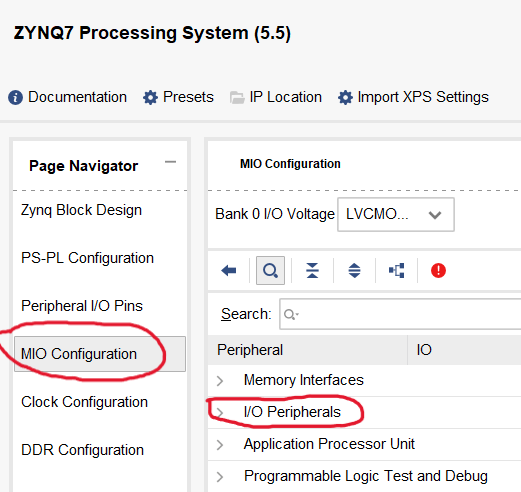 ZYNQ7 Processing System (5.5)
Documentation Presets IP Location Import XPS Settings
Page Navigator
Zynq Block Design
PS-PL Configuration
Peripheral I/O Pins
MIO Configuration
Clock Configuration
DDR Configuration
MIO Configuration
Bank 0 I/O Voltage LVCMO...
Search:
Peripheral IO
Memory Interfaces
I/O Peripherals
Application Processor Unit
Programmable Logic Test and Debug